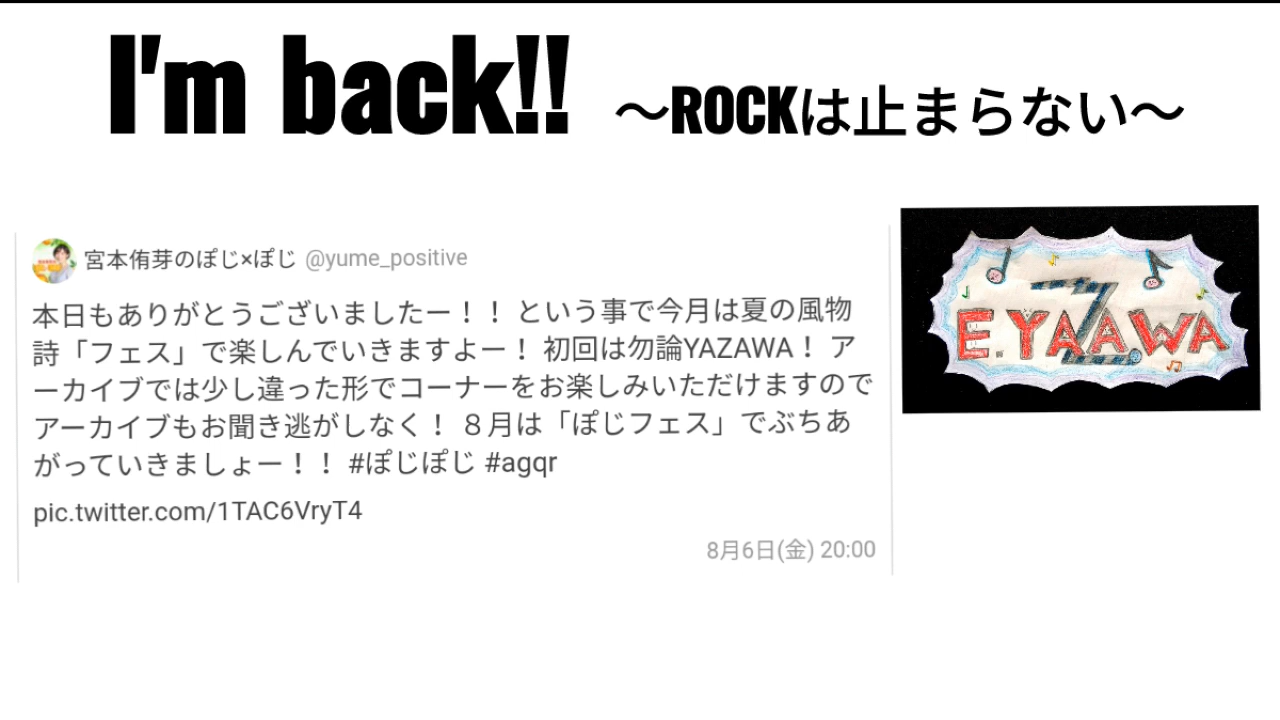 I'm back!! ～ROCKは止まらない～
宮本侑芽のぽじ×ぽじ @yume_positive
本日もありがとうございましたー！！ という事で今月は夏の風物
詩「フェス」で楽しんでいきますよー！ 初回は勿論YAZAWA！ ア
ーカイブでは少し違った形でコーナーをお楽しみいただけますので
アーカイブもお聞き逃がしなく！ ８月は「ぽじフェス」でぶちあ
がっていきましょー！！ #ぽじぽじ #agqr
pic.twitter.com/1TAC6VryT4
8月6日(金) 20:00
E.YAZAWA